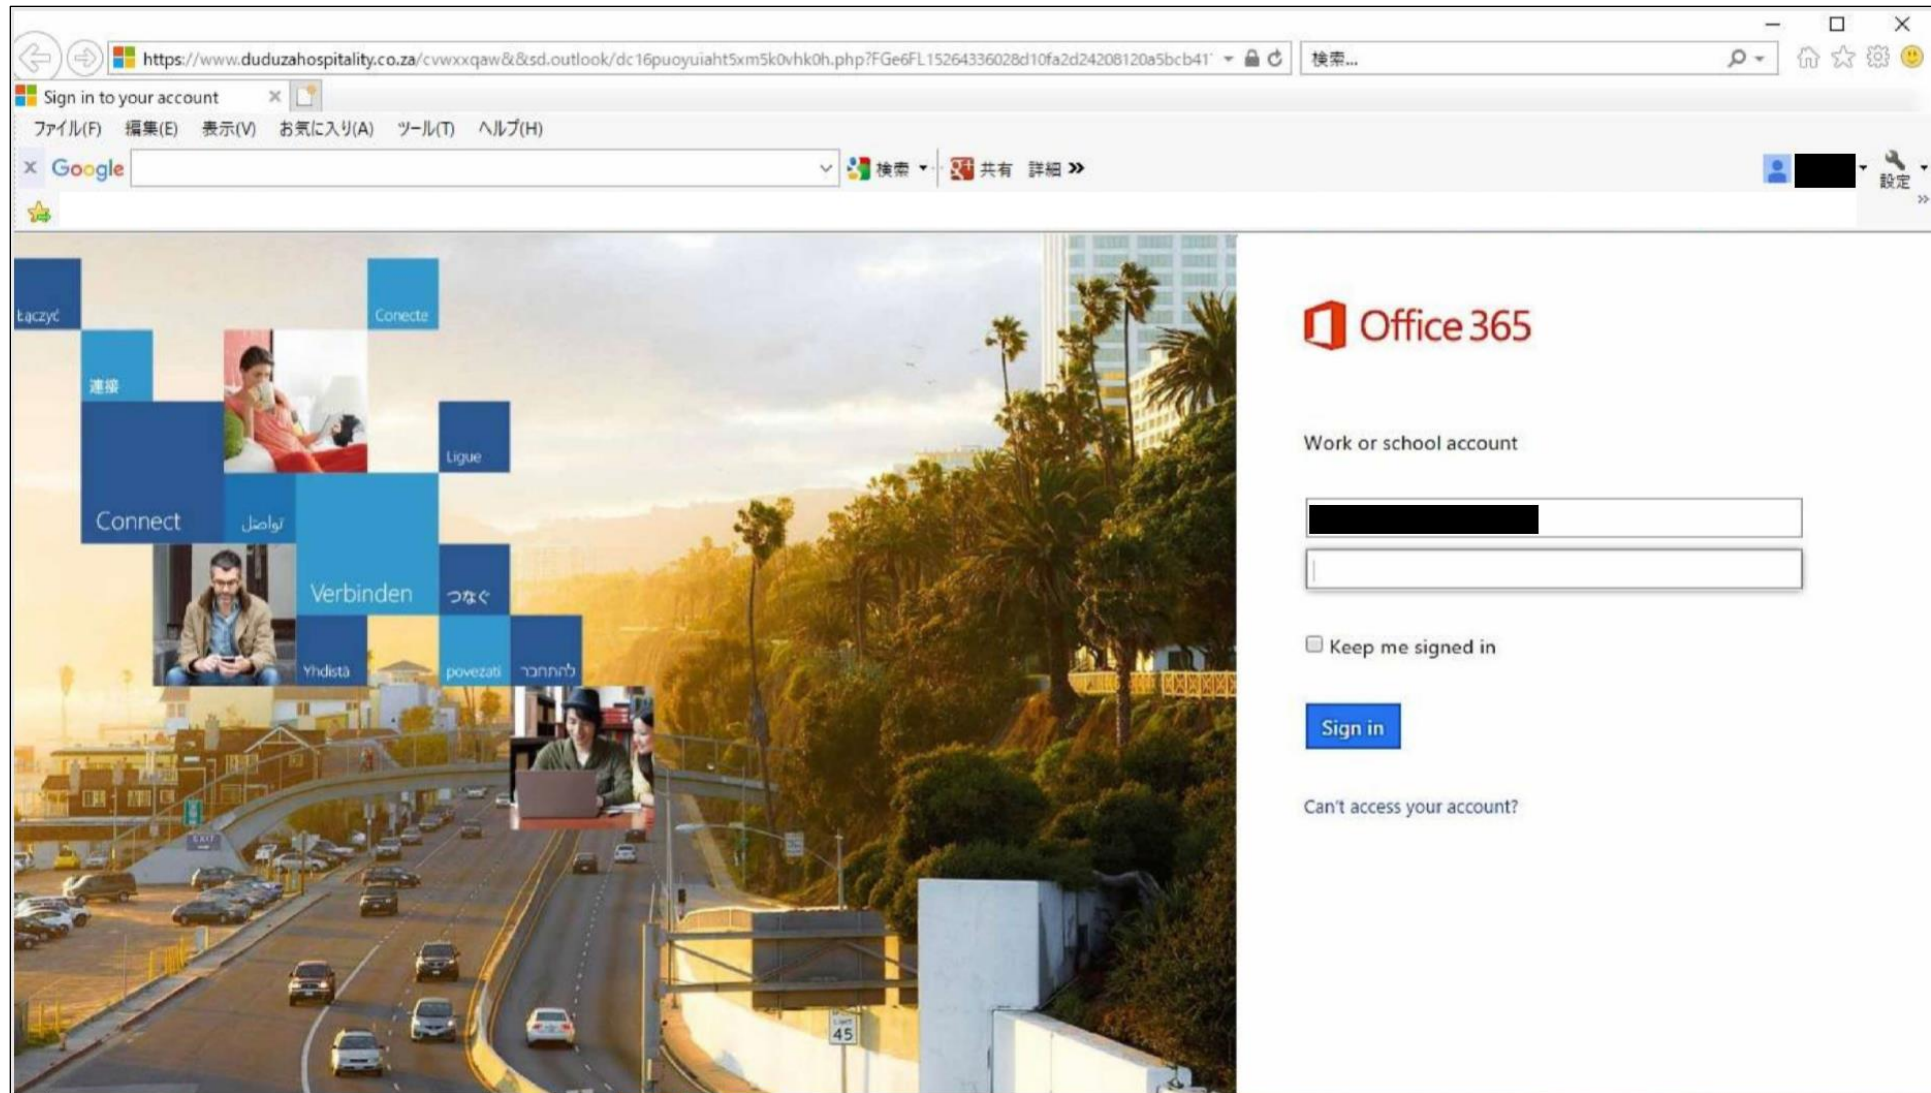 https://www.duduzahospitality.co.za/cvwxxqaw&&sd.outlook/dc16puoyuiaht5xm5k0vhk0h.php?FGe6FL15264336028d10fa2d24208120a5bcb41
検索...
Sign in to your account
ファイル(F) 編集(E) 表示(V) お気に入り(A) ツール(T) ヘルプ(H)
x Google 検索 共有 詳細 »
設定
Łączyć
Conecte
連接
Ligue
Connect
تواصل
Verbinden
つなぐ
Yhdistä
povezati
להתחבר
EXIT
LIMIT
45
Office 365
Work or school account
Keep me signed in
Sign in
Can't access your account?